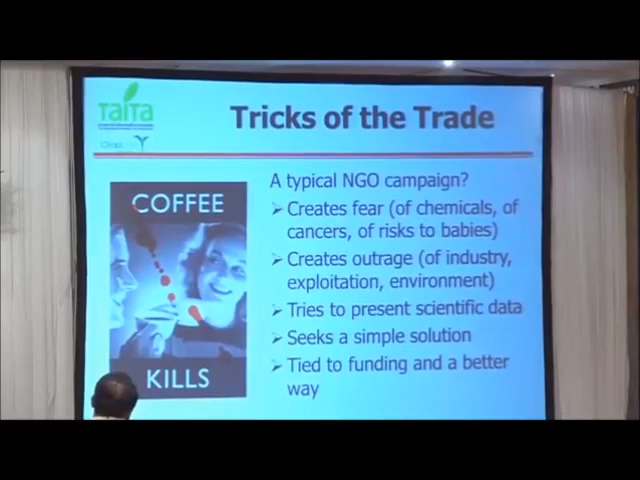 TaITa
Tricks of the Trade
COFFEE
KILLS
A typical NGO campaign?
➢ Creates fear (of chemicals, of
cancers, of risks to babies)
➢ Creates outrage (of industry,
exploitation, environment)
➢ Tries to present scientific data
➢ Seeks a simple solution
➢ Tied to funding and a better
way